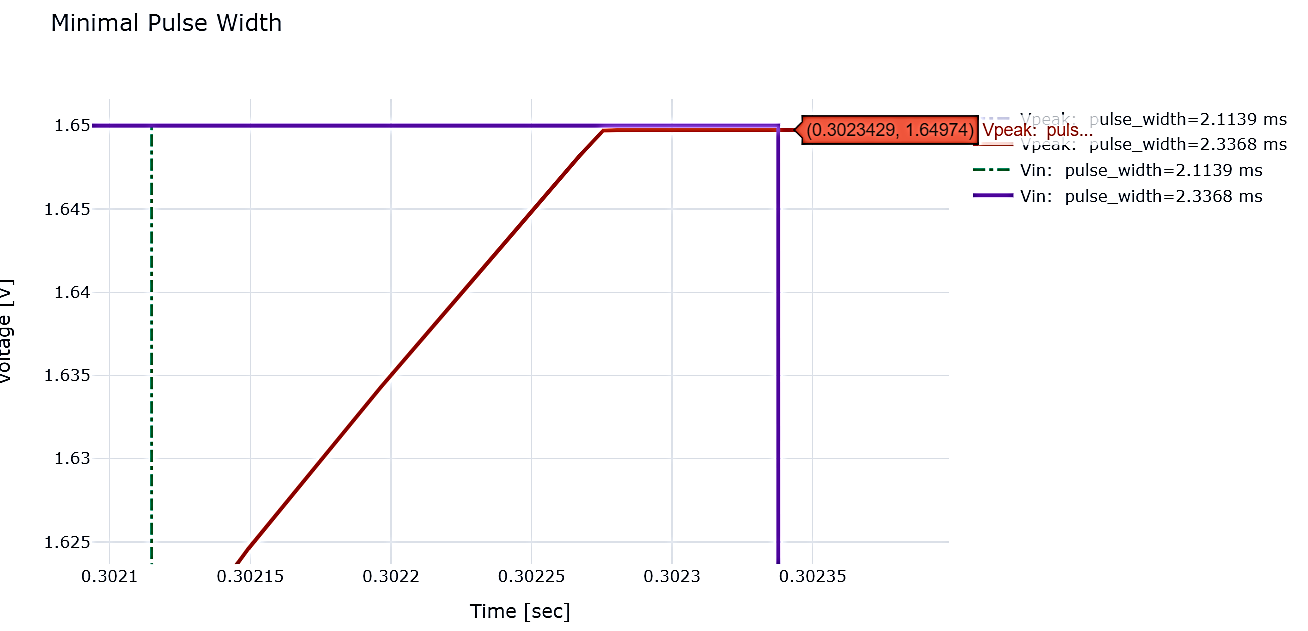 Minimal Pulse Width
1.65
1.645
1.64
1.635
1.63
1.625
Voltage [V]
0.3021
0.30215
0.3022
0.30225
0.3023
0.30235
Time [sec]
(0.3023429, 1.64974)
Vpeak: puls...
Vpeak: pulse_width=2.1139 ms
Vpeak: pulse_width=2.3368 ms
Vin: pulse_width=2.1139 ms
Vin: pulse_width=2.3368 ms